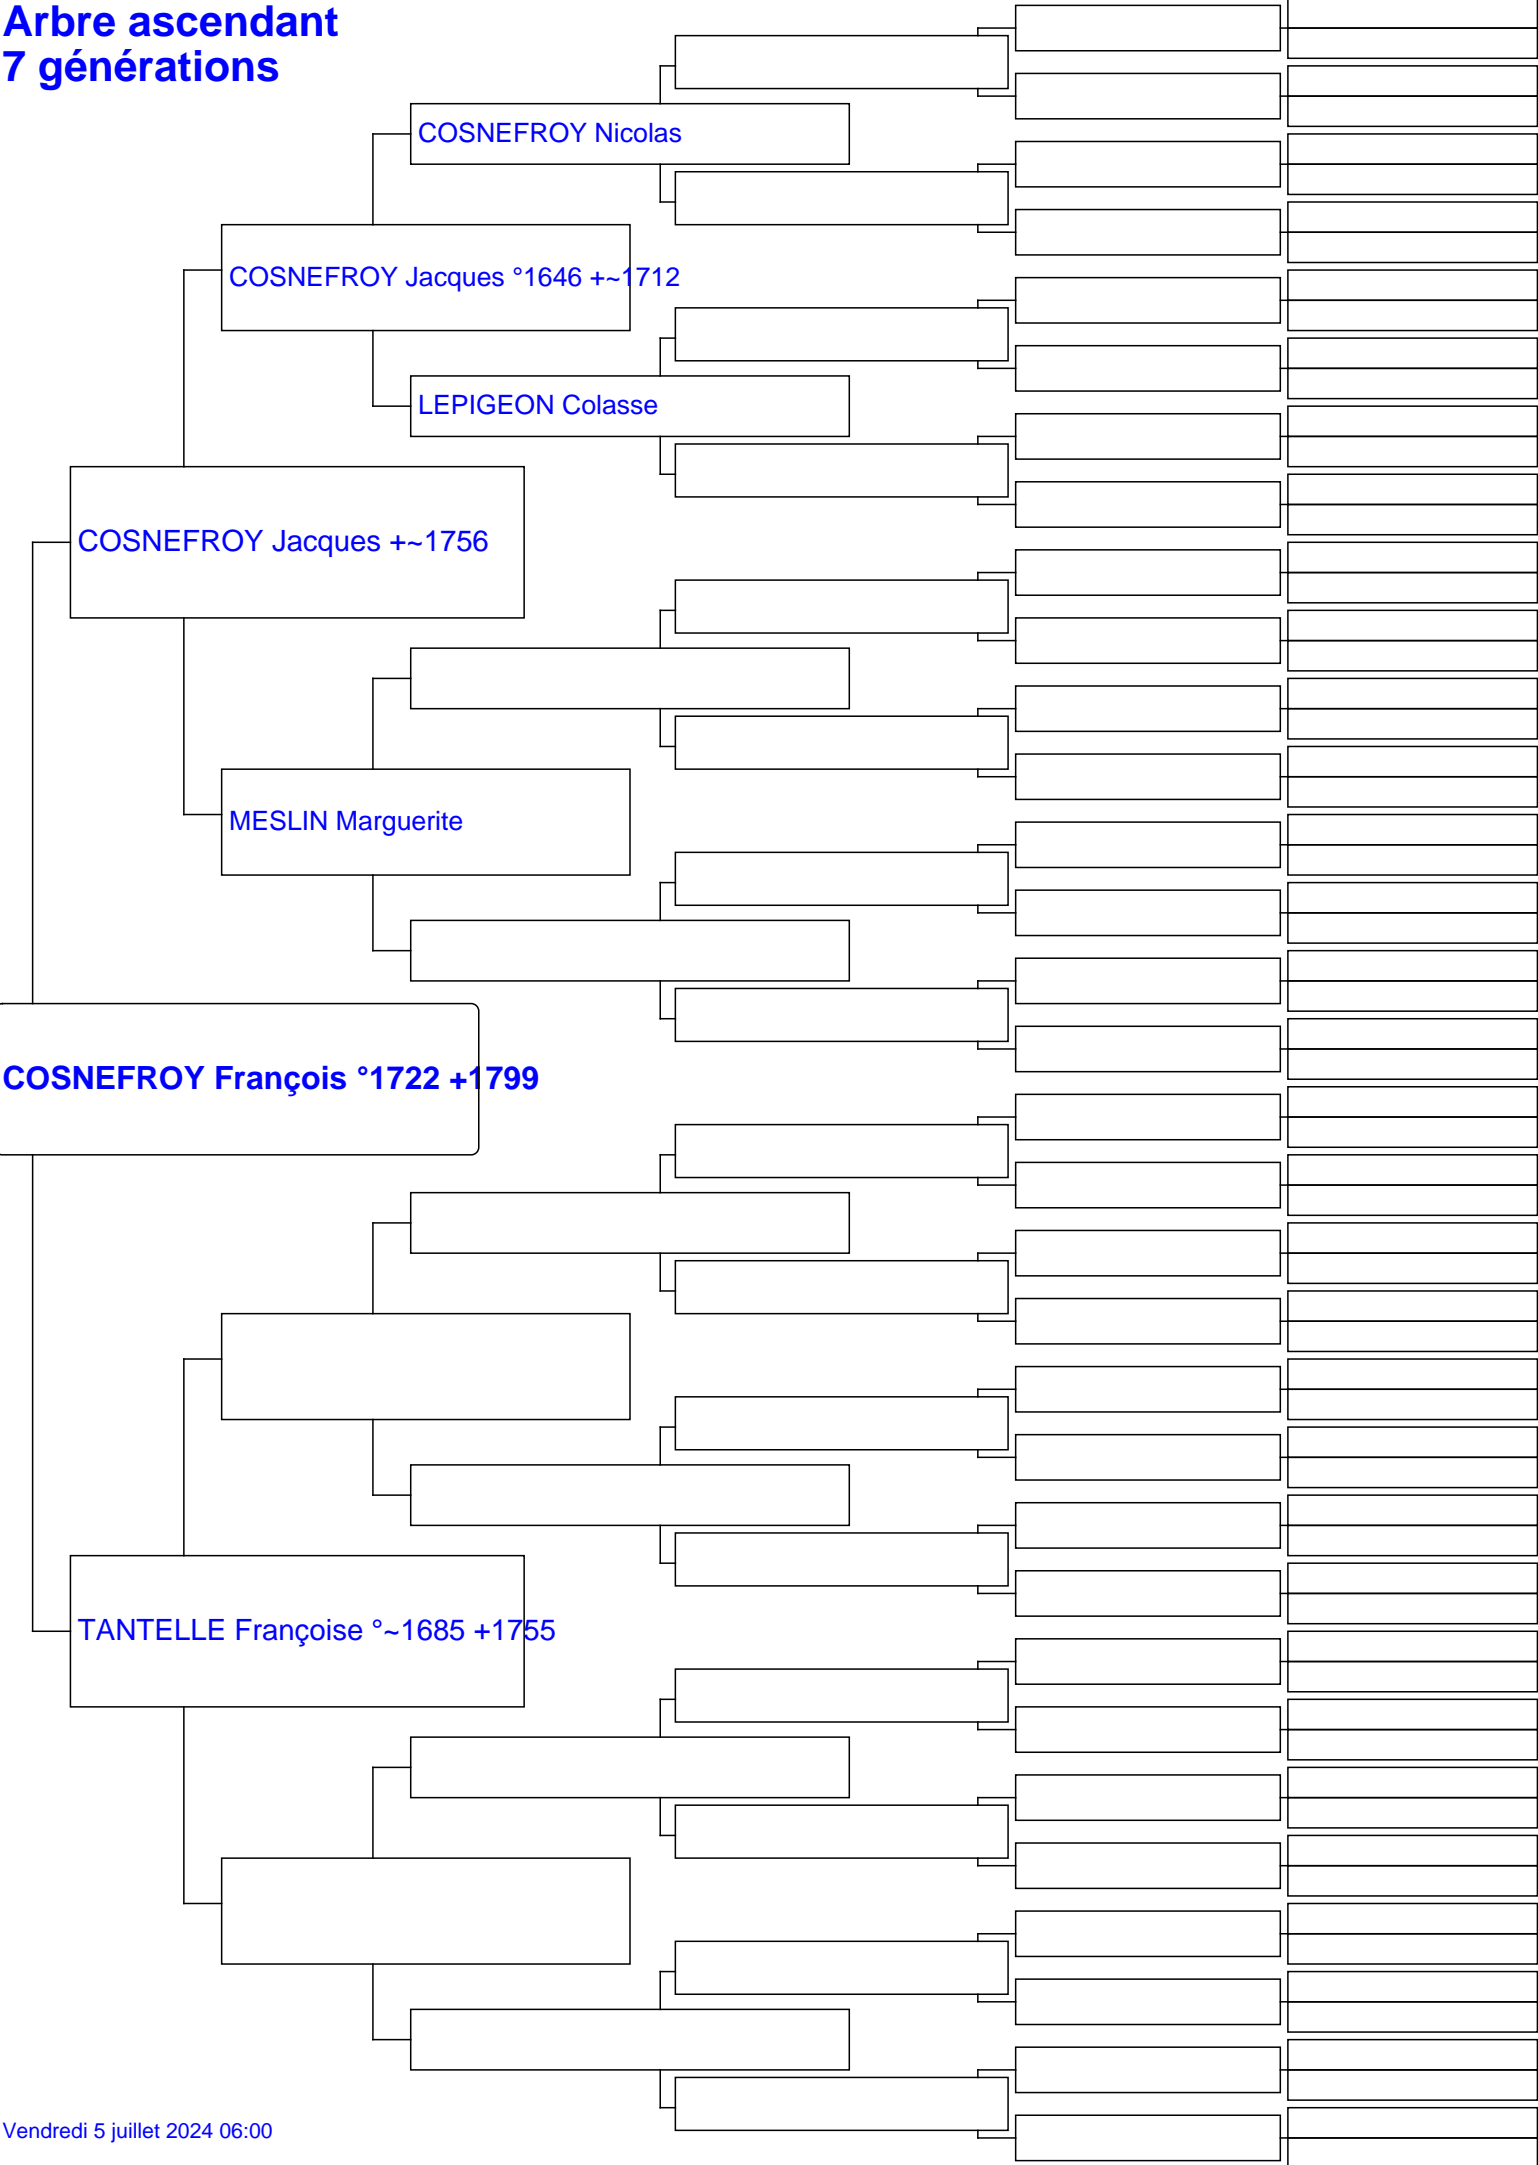 Arbre ascendant
7 générations
COSNEFROY Nicolas
COSNEFROY Jacques °1646 +~1712
LEPIGEON Colasse
COSNEFROY Jacques +~1756
MESLIN Marguerite
COSNEFROY François °1722 +1799
TANTELLE Françoise °~1685 +1755
Vendredi 5 juillet 2024 06:00